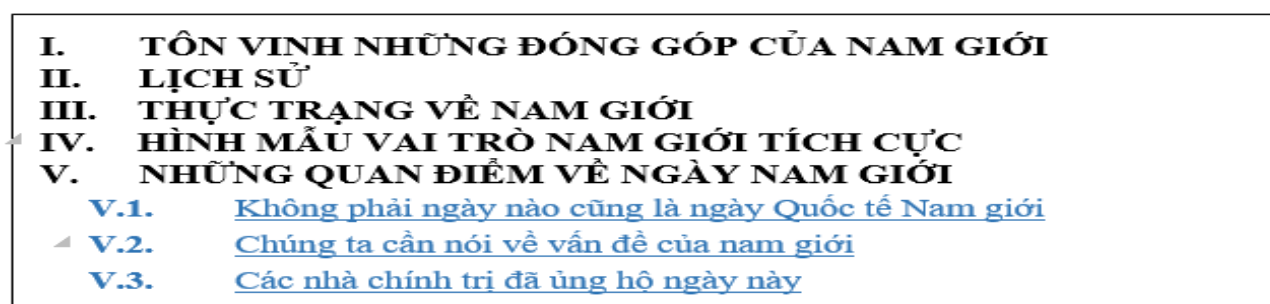 I. TÔN VINH NHỮNG ĐÓNG GÓP CỦA NAM GIỚI
II. LỊCH SỬ
III. THỰC TRẠNG VỀ NAM GIỚI
IV. HÌNH MẪU VAI TRÒ NAM GIỚI TÍCH CỰC
V. NHỮNG QUAN ĐIỂM VỀ NGÀY NAM GIỚI
V.1. Không phải ngày nào cũng là ngày Quốc tế Nam giới
V.2. Chúng ta cần nói về vấn đề của nam giới
V.3. Các nhà chính trị đã ủng hộ ngày này